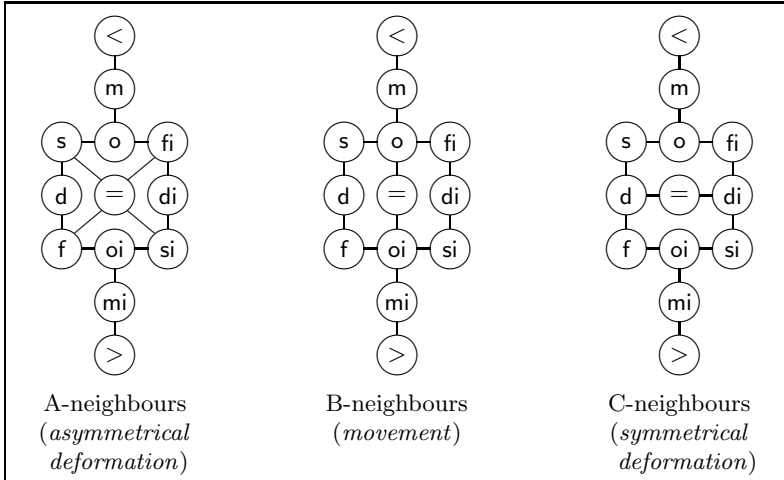 < < <
m m m
s o fi s o fi s o fi
d = di d = di d = di
f oi si f oi si f oi si
mi mi mi
> > >
A-neighbours B-neighbours C-neighbours
(asymmetrical (movement) (symmetrical
deformation) deformation)